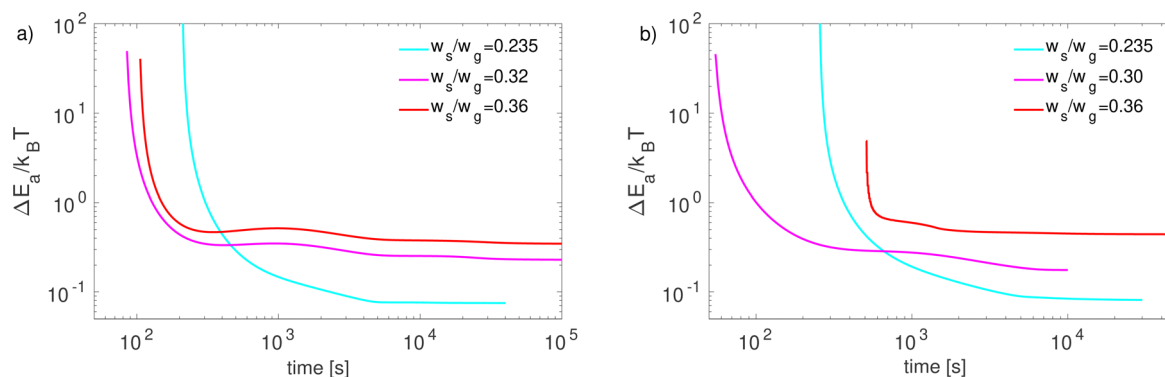 a)
10^2
10^1
10^0
10^-1
ΔE_a/k_BT
w_s/w_g=0.235
w_s/w_g=0.32
w_s/w_g=0.36
10^2
10^3
10^4
10^5
time [s]
b)
10^2
10^1
10^0
10^-1
ΔE_a/k_BT
w_s/w_g=0.235
w_s/w_g=0.30
w_s/w_g=0.36
10^2
10^3
10^4
time [s]